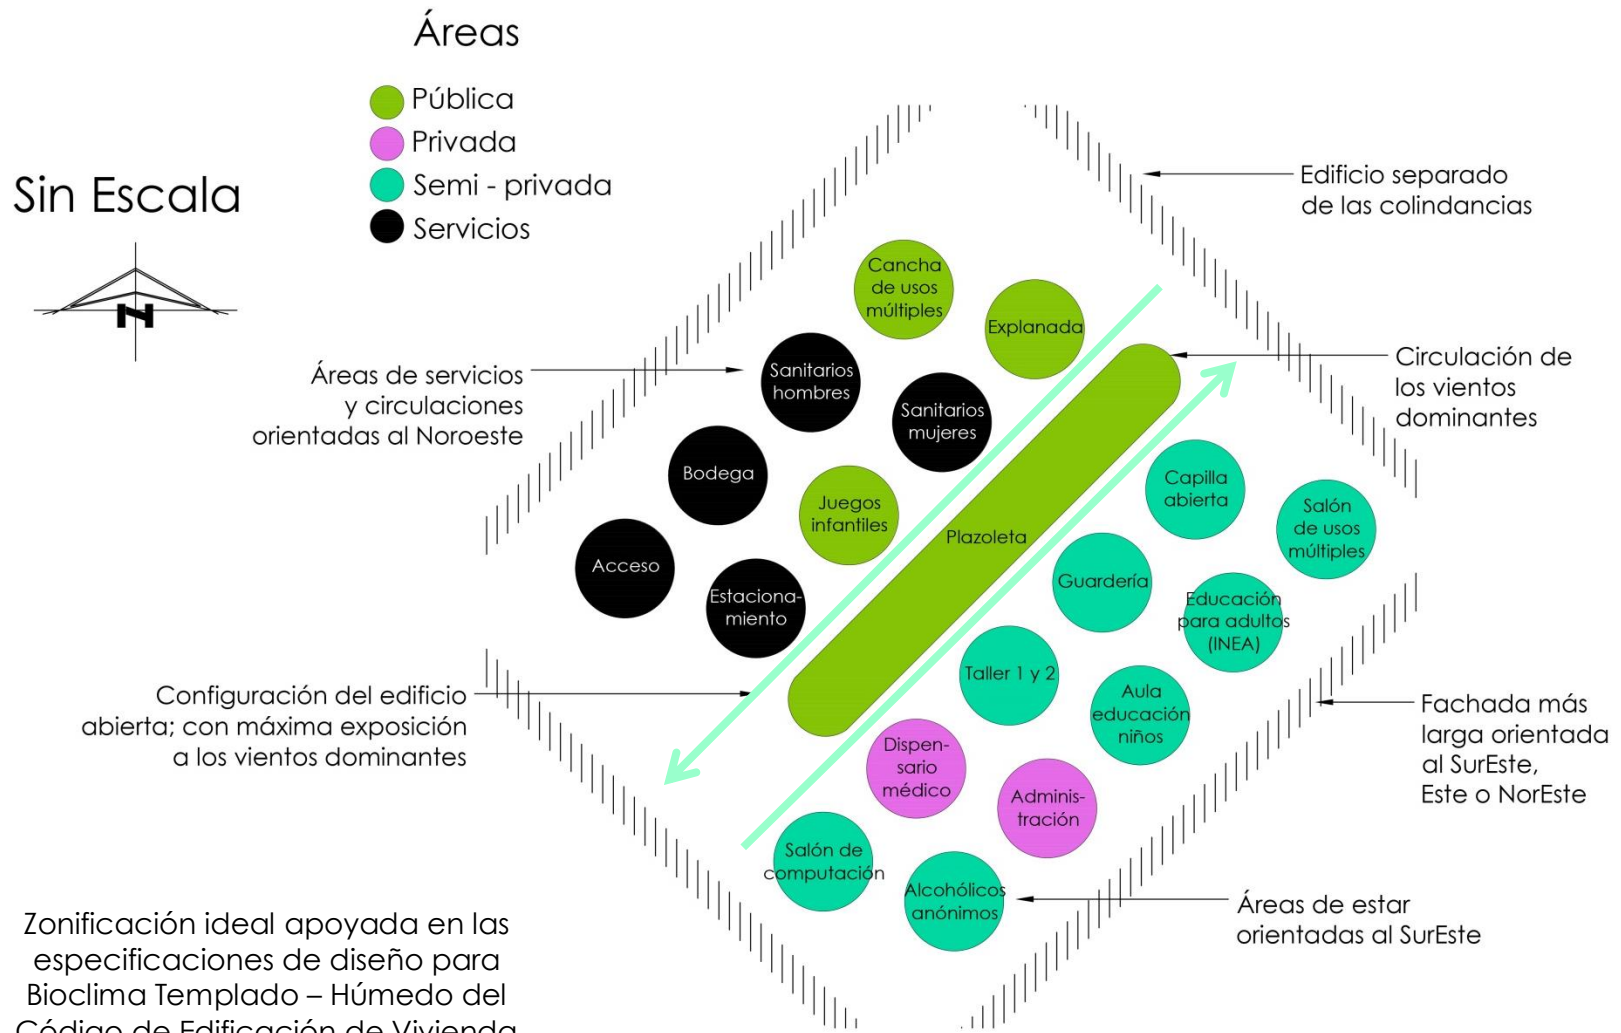 Áreas
Pública
Privada
Semi - privada
Servicios
Sin Escala
N
Edificio separado
de las colindancias
Áreas de servicios
y circulaciones
orientadas al Noroeste
Circulación de
los vientos
dominantes
Cancha
de usos
múltiples
Explanada
Sanitarios
hombres
Sanitarios
mujeres
Bodega
Juegos
infantiles
Acceso
Estaciona-
miento
Plazoleta
Capilla
abierta
Salón
de usos
múltiples
Guardería
Educación
para adultos
(INEA)
Taller 1 y 2
Aula
educación
niños
Dispen-
sario
médico
Adminis-
tración
Salón de
computación
Alcohólicos
anónimos
Configuración del edificio
abierta; con máxima exposición
a los vientos dominantes
Fachada más
larga orientada
al SurEste,
Este o NorEste
Áreas de estar
orientadas al SurEste
Zonificación ideal apoyada en las
especificaciones de diseño para
Bioclima Templado – Húmedo del
Código de Edificación de Vivienda